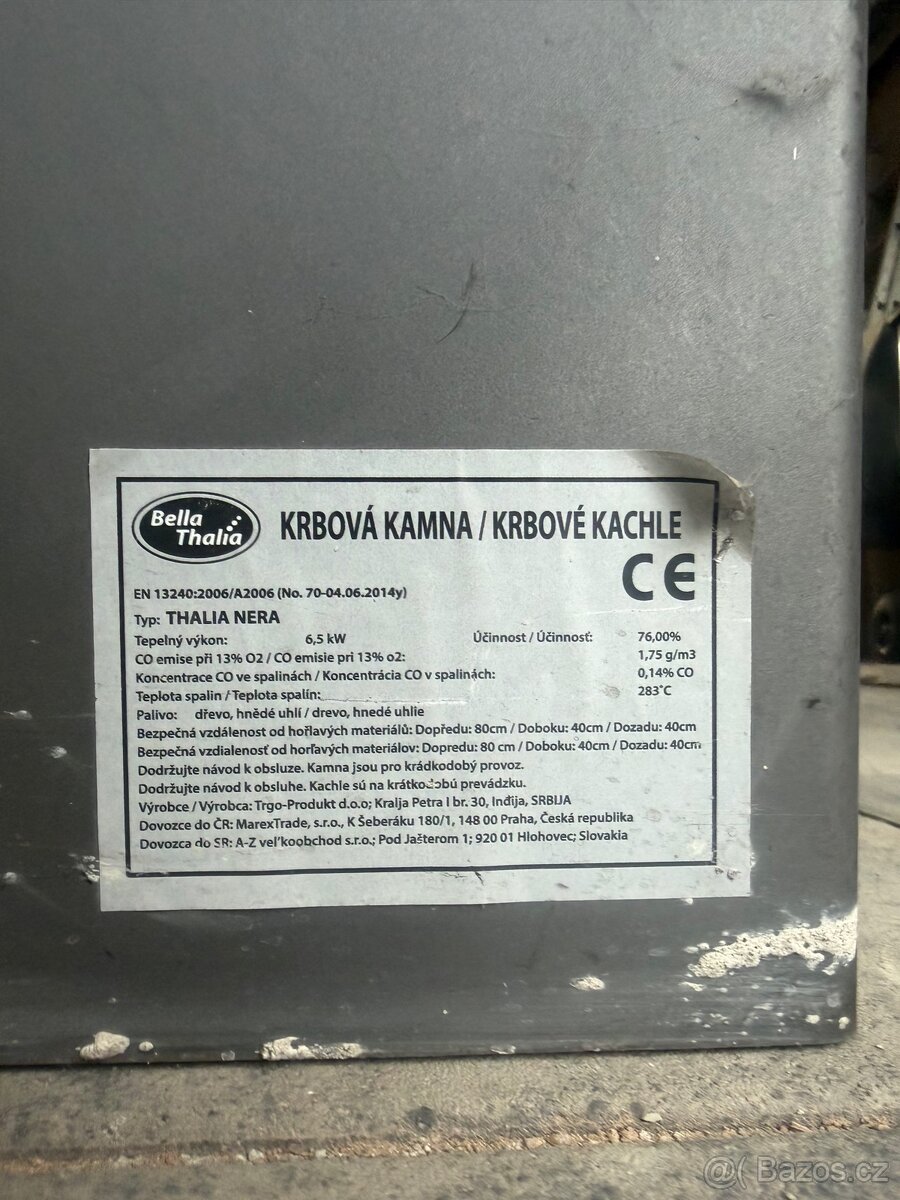 Bella
Thalia
KRBOVÁ KAMNA / KRBOVÉ KACHLE
CE
EN 13240:2006/A2006 (No. 70-04.06.2014y)
Typ: THALIA NERA
Tepelný výkon: 6,5 kW Účinnost / Účinnosť: 76,00%
CO emise při 13% O2 / CO emisie pri 13% o2: 1,75 g/m3
Koncentrace CO ve spalinách / Koncentrácia CO v spalinách: 0,14% CO
Teplota spalin / Teplota spalín: 283°C
Palivo: dřevo, hnědé uhlí / drevo, hnedé uhlie
Bezpečná vzdálenost od hořlavých materiálů: Dopředu: 80cm / Doboku: 40cm / Dozadu: 40cm
Bezpečná vzdialenosť od horľavých materiálov: Dopredu: 80 cm / Doboku: 40cm / Dozadu: 40cm
Dodržujte návod k obsluze. Kamna jsou pro krádkodobý provoz.
Dodržujte návod k obsluhe. Kachle sú na krátkodobú prevádzku.
Výrobce / Výrobca: Trgo-Produkt d.o.o; Kralja Petra I br. 30, Inđija, SRBIJA
Dovozce do ČR: MarexTrade, s.r.o., K Šeberáku 180/1, 148 00 Praha, Česká republika
Dovozca do SR: A-Z veľkoobchod s.r.o.; Pod Jašterom 1; 920 01 Hlohovec; Slovakia
@( Bazos.cz